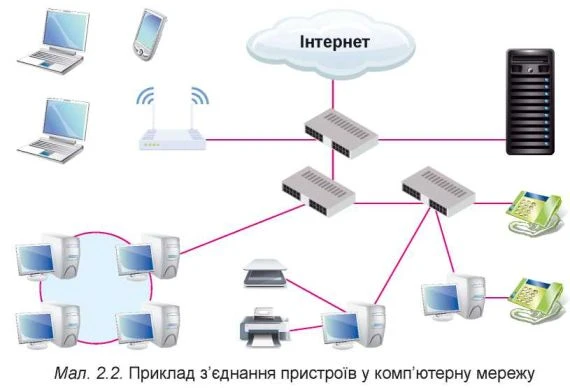 Інтернет
Мал. 2.2. Приклад з’єднання пристроїв у комп’ютерну мережу